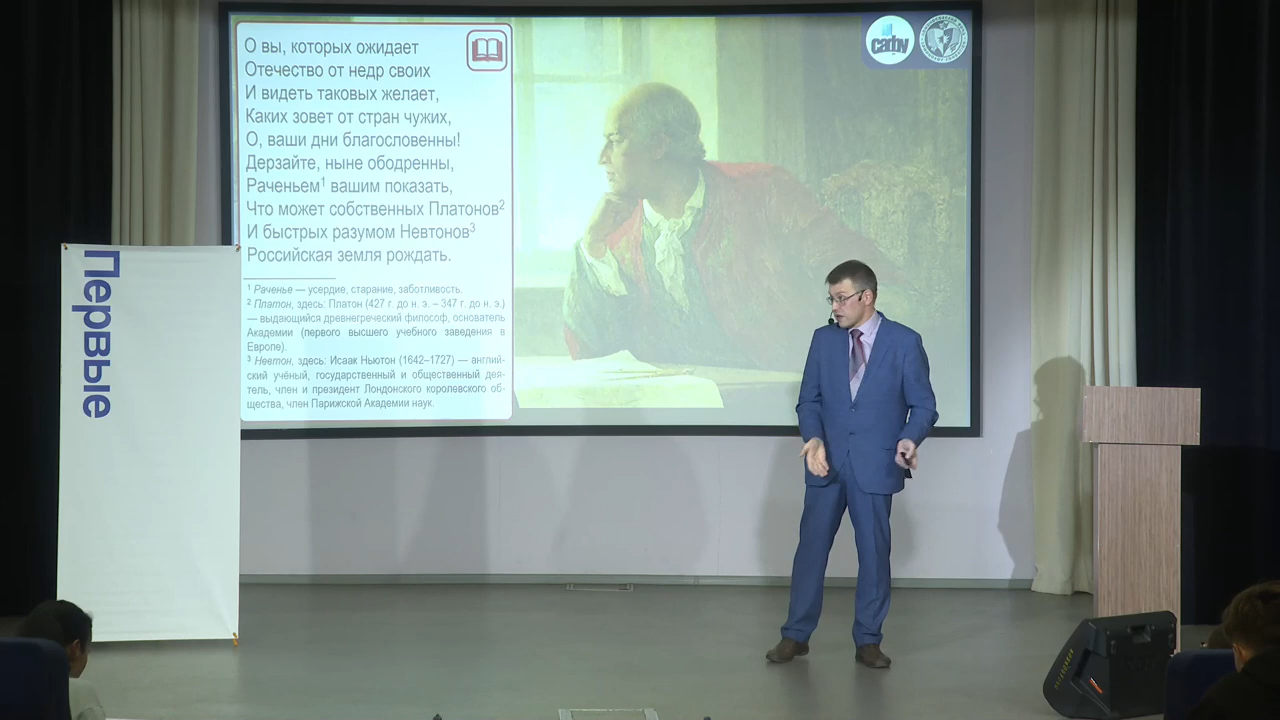 О вы, которых ожидает
Отечество от недр своих
И видеть таковых желает,
Каких зовет от стран чужих,
О, ваши дни благословенны!
Дерзайте, ныне ободренны,
Раченьем¹ вашим показать,
Что может собственных Платонов²
И быстрых разумом Невтонов³
Российская земля рождать.
¹ Раченье — усердие, старание, заботливость.
² Платон, здесь: Платон (427 г. до н. э. – 347 г. до н. э.)
— выдающийся древнегреческий философ, основатель
Академии (первого высшего учебного заведения в
Европе).
³ Невтон, здесь: Исаак Ньютон (1642–1727) — англий-
ский учёный, государственный и общественный дея-
тель, член и президент Лондонского королевского об-
щества, член Парижской Академии наук.
сафу
Первые